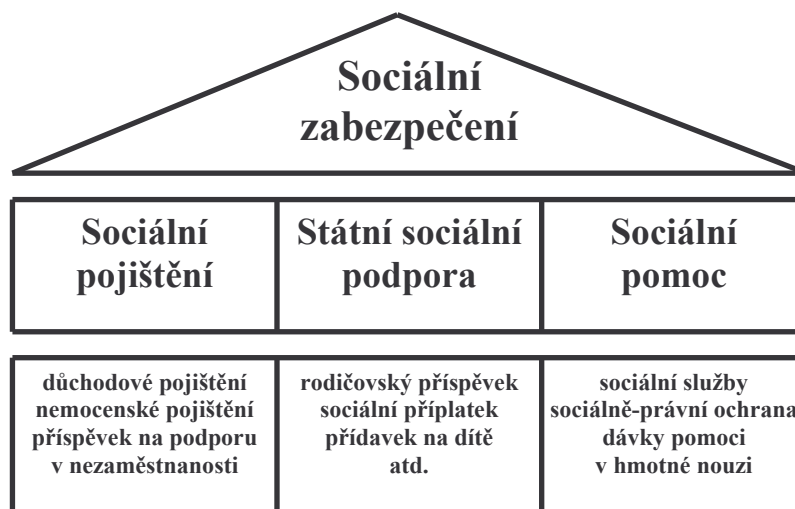 Sociální
zabezpečení
Sociální
pojištění
Státní sociální
podpora
Sociální
pomoc
důchodové pojištění
nemocenské pojištění
příspěvek na podporu
v nezaměstnanosti
rodičovský příspěvek
sociální příplatek
přídavek na dítě
atd.
sociální služby
sociálně-právní ochrana
dávky pomoci
v hmotné nouzi